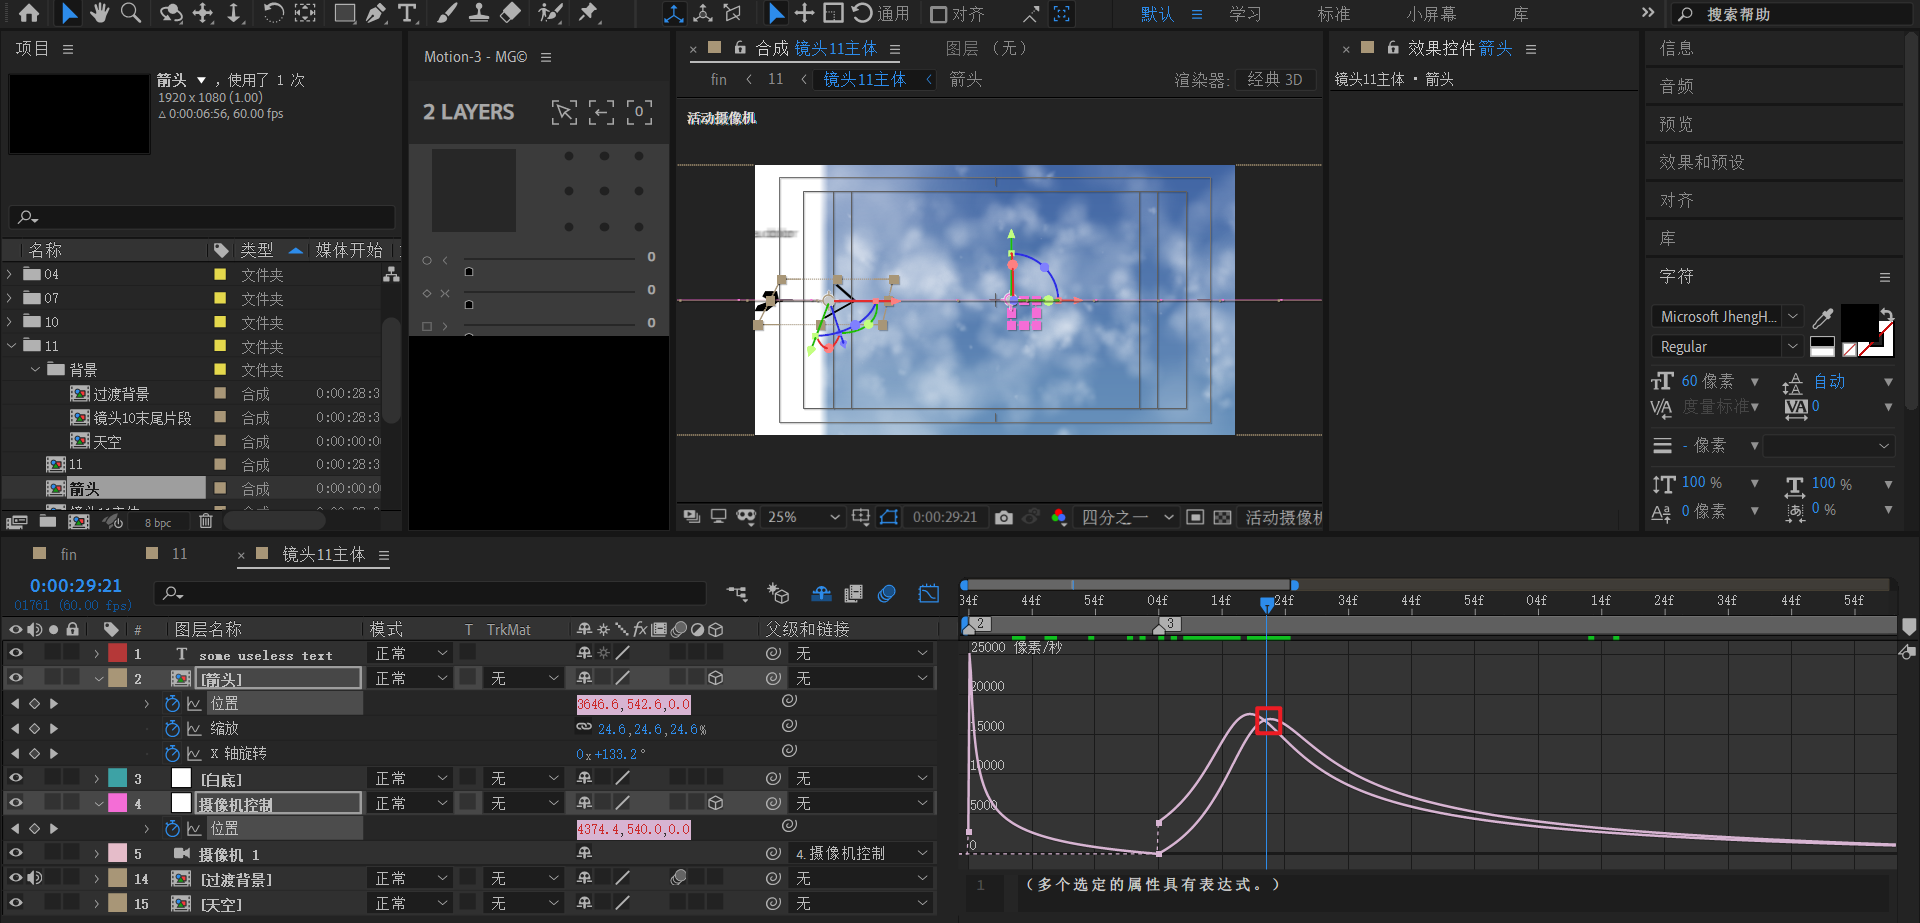 通用
对齐
默认
学习
标准
小屏幕
库
搜索帮助
项目
箭头 ，使用了 1 次
1920 x 1080 (1.00)
△ 0:00:06:56, 60.00 fps
名称
类型
媒体开始
04 文件夹
07 文件夹
10 文件夹
11 文件夹
背景 文件夹
过渡背景 合成 0:00:28:3
镜头10末尾片段 合成 0:00:28:3
天空 合成 0:00:00:0
11 合成 0:00:28:3
箭头 合成 0:00:00:0
8 bpc
Motion-3 - MG©
2 LAYERS
0
0
0
0
合成 镜头11主体
图层 （无）
fin
11
镜头11主体
箭头
渲染器:
经典 3D
活动摄像机
25%
0:00:29:21
四分之一
活动摄像机
效果控件 箭头
镜头11主体 · 箭头
信息
音频
预览
效果和预设
对齐
库
字符
Microsoft JhengH...
Regular
60 像素
自动
度量标准
0
- 像素
100 %
100 %
0 像素
0 %
fin
11
镜头11主体
0:00:29:21
01761 (60.00 fps)
# 图层名称 模式 T TrkMat 父级和链接
1 T some useless text 正常 无
2 [箭头] 正常 无 无
位置 3646.6,542.6,0.0
缩放 24.6,24.6,24.6%
X 轴旋转 0x+133.2°
3 [白底] 正常 无 无
4 摄像机控制 正常 无 无
位置 4374.4,540.0,0.0
5 摄像机 1 4. 摄像机控制
14 [过渡背景] 正常 无 无
15 [天空] 正常 无 无
34f 44f 54f 04f 14f 24f 34f 44f 54f 04f 14f 24f 34f 44f 54f
2
3
25000 像素/秒
20000
15000
10000
5000
0
1
（多个选定的属性具有表达式。）